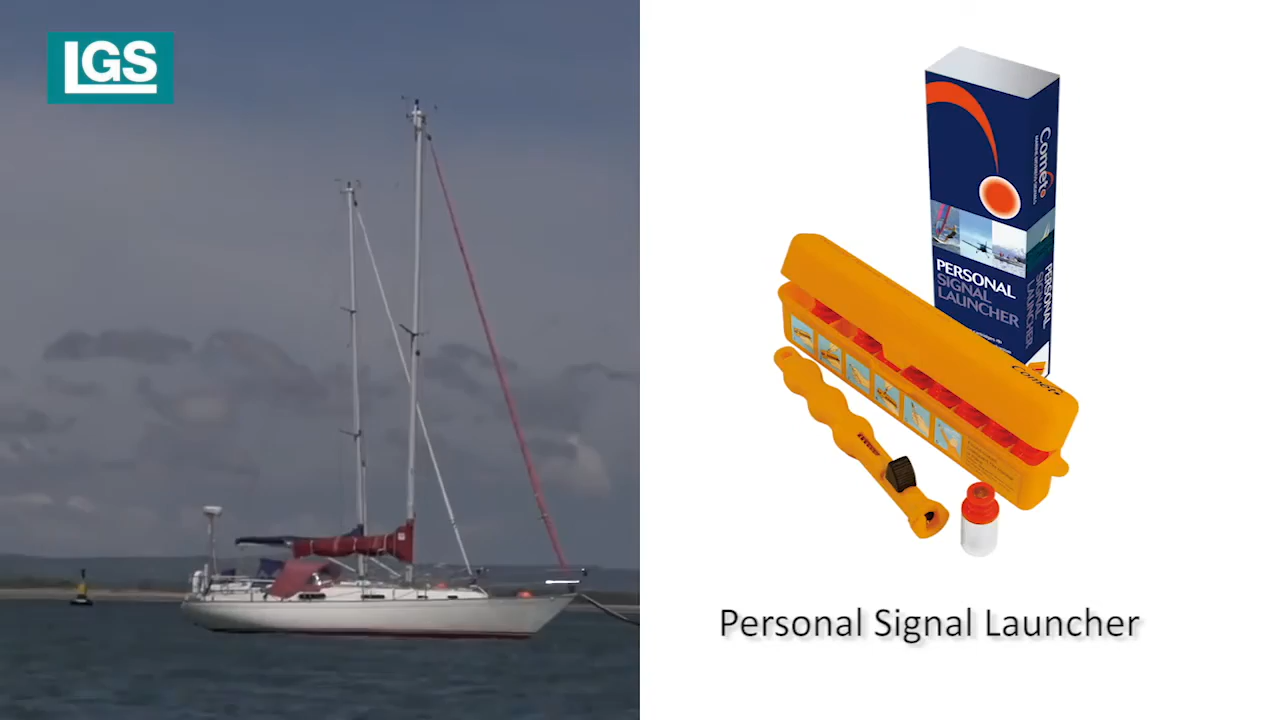 LGS
Comet
PERSONAL
SIGNAL
LAUNCHER
PERSONAL
SIGNAL
LAUNCHER
Comet
Personal Signal Launcher